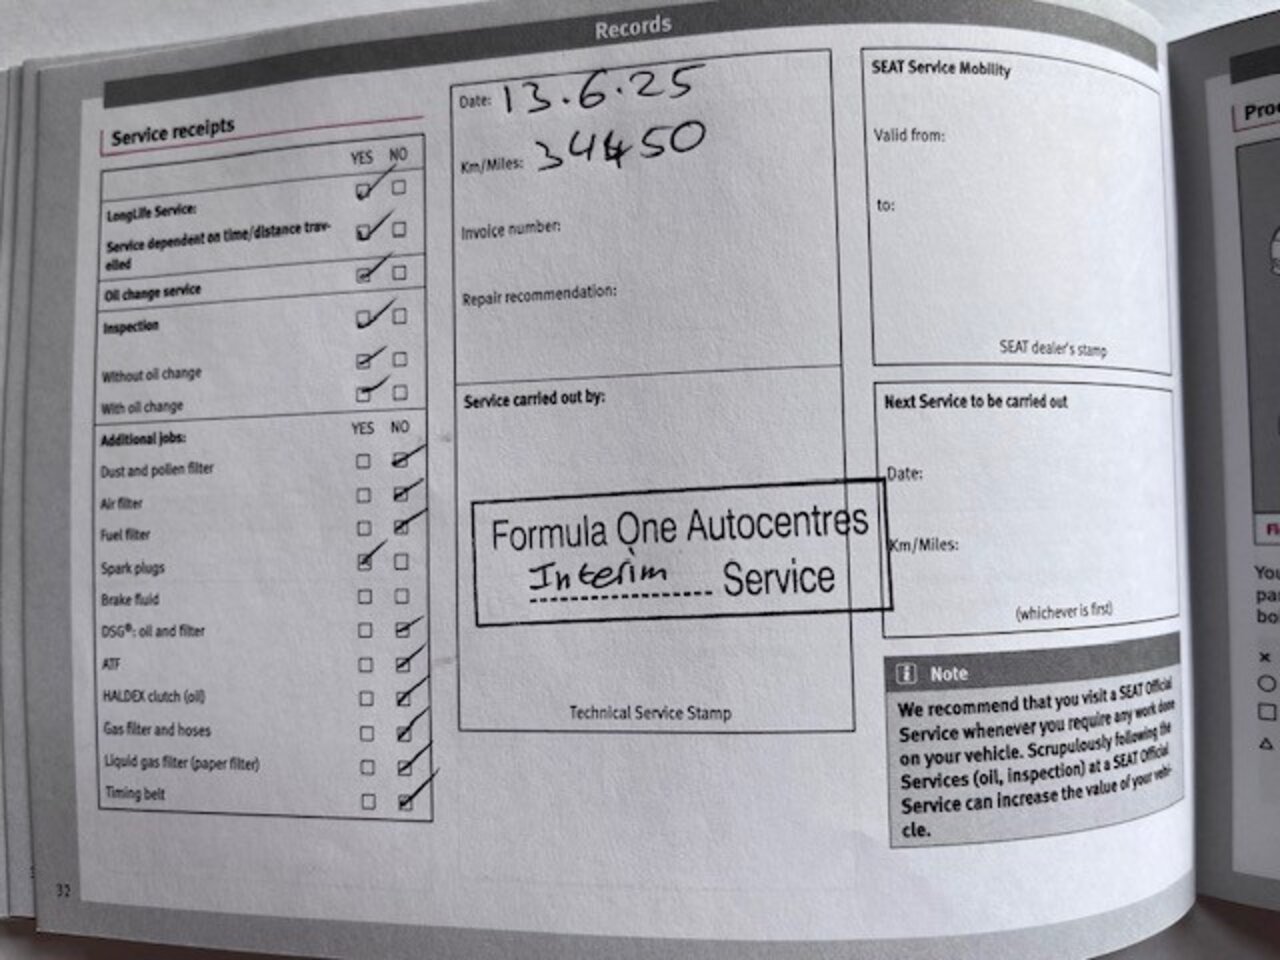 Records
Service receipts
YES NO
LongLife Service:
Service dependent on time/distance trav-
elled
Oil change service
Inspection
Without oil change
With oil change
Additional jobs: YES NO
Dust and pollen filter
Air filter
Fuel filter
Spark plugs
Brake fluid
DSG®: oil and filter
ATF
HALDEX clutch (oil)
Gas filter and hoses
Liquid gas filter (paper filter)
Timing belt
32
Date: 13.6.25
Km/Miles: 34450
Invoice number:
Repair recommendation:
Service carried out by:
Formula One Autocentres
Interim Service
Technical Service Stamp
SEAT Service Mobility
Valid from:
to:
SEAT dealer's stamp
Next Service to be carried out
Date:
Km/Miles:
(whichever is first)
Note
We recommend that you visit a SEAT Official
Service whenever you require any work done
on your vehicle. Scrupulously following the
Services (oil, inspection) at a SEAT Official
Service can increase the value of your vehi-
cle.